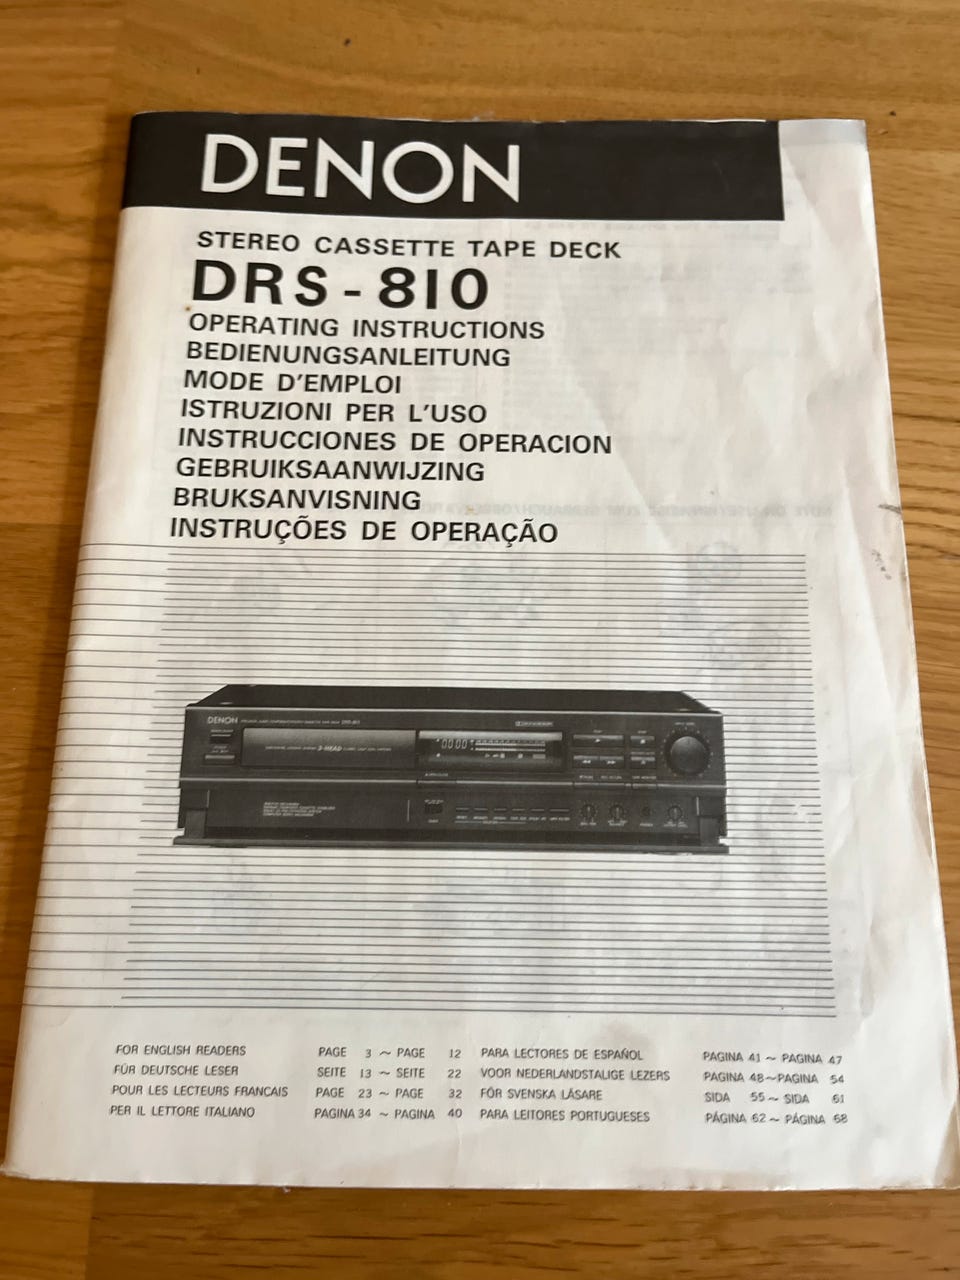 DENON
STEREO CASSETTE TAPE DECK
DRS-810
OPERATING INSTRUCTIONS
BEDIENUNGSANLEITUNG
MODE D'EMPLOI
ISTRUZIONI PER L'USO
INSTRUCCIONES DE OPERACION
GEBRUIKSAANWIJZING
BRUKSANVISNING
INSTRUÇÕES DE OPERAÇÃO
DENON
3-HEAD
00:00
FOR ENGLISH READERS PAGE 3 ~ PAGE 12
FÜR DEUTSCHE LESER SEITE 13 ~ SEITE 22
POUR LES LECTEURS FRANCAIS PAGE 23 ~ PAGE 32
PER IL LETTORE ITALIANO PAGINA 34 ~ PAGINA 40
PARA LECTORES DE ESPAÑOL PAGINA 41 ~ PAGINA 47
VOOR NEDERLANDSTALIGE LEZERS PAGINA 48 ~ PAGINA 54
FÖR SVENSKA LÄSARE SIDA 55 ~ SIDA 61
PARA LEITORES PORTUGUESES PÁGINA 62 ~ PÁGINA 68